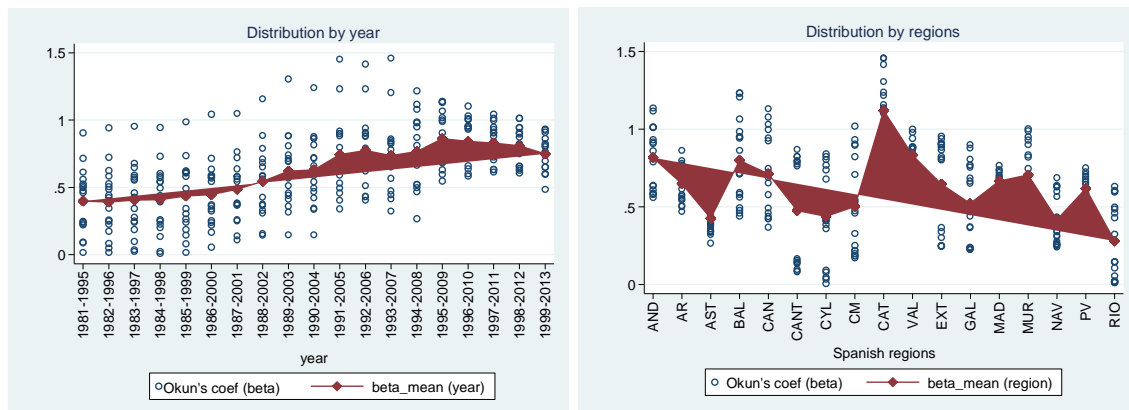 Distribution by year
1.5
1
.5
0
1981-1995
1982-1996
1983-1997
1984-1998
1985-1999
1986-2000
1987-2001
1988-2002
1989-2003
1990-2004
1991-2005
1992-2006
1993-2007
1994-2008
1995-2009
1996-2010
1997-2011
1998-2012
1999-2013
year
Okun's coef (beta) beta_mean (year)
Distribution by regions
1.5
1
.5
0
AND
AR
AST
BAL
CAN
CANT
CYL
CM
CAT
VAL
EXT
GAL
MAD
MUR
NAV
PV
RIO
Spanish regions
Okun's coef (beta) beta_mean (region)